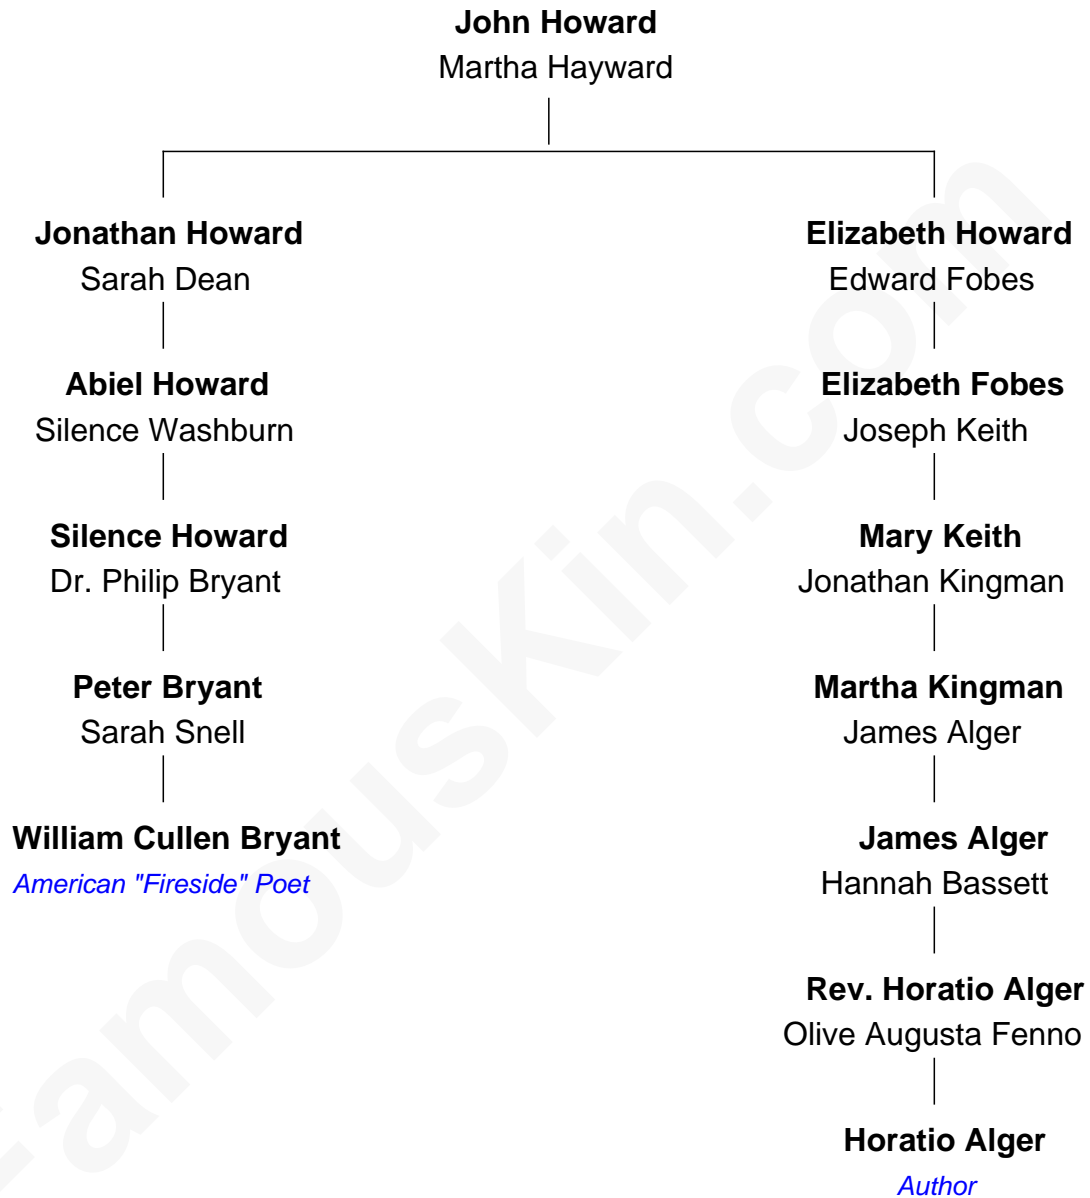 John Howard
Martha Hayward
Jonathan Howard
Sarah Dean
Elizabeth Howard
Edward Fobes
Abiel Howard
Silence Washburn
Elizabeth Fobes
Joseph Keith
Silence Howard
Dr. Philip Bryant
Mary Keith
Jonathan Kingman
Peter Bryant
Sarah Snell
Martha Kingman
James Alger
William Cullen Bryant
American "Fireside" Poet
James Alger
Hannah Bassett
Rev. Horatio Alger
Olive Augusta Fenno
Horatio Alger
Author
FamousKin.com